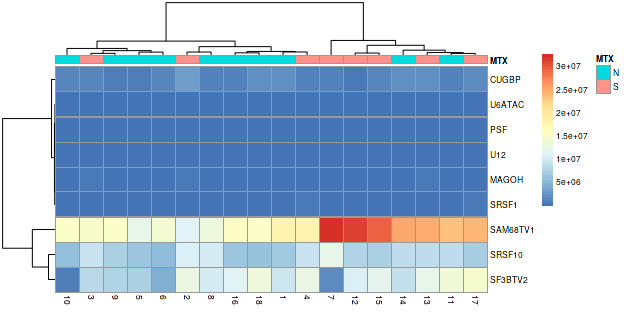 MTX
CUGBP
U6ATAC
PSF
U12
MAGOH
SRSF1
SAM68TV1
SRSF10
SF3BTV2
10 3 9 5 6 2 8 16 18 1 4 7 12 15 14 13 11 17
3e+07
2.5e+07
2e+07
1.5e+07
1e+07
5e+06
MTX
N
S